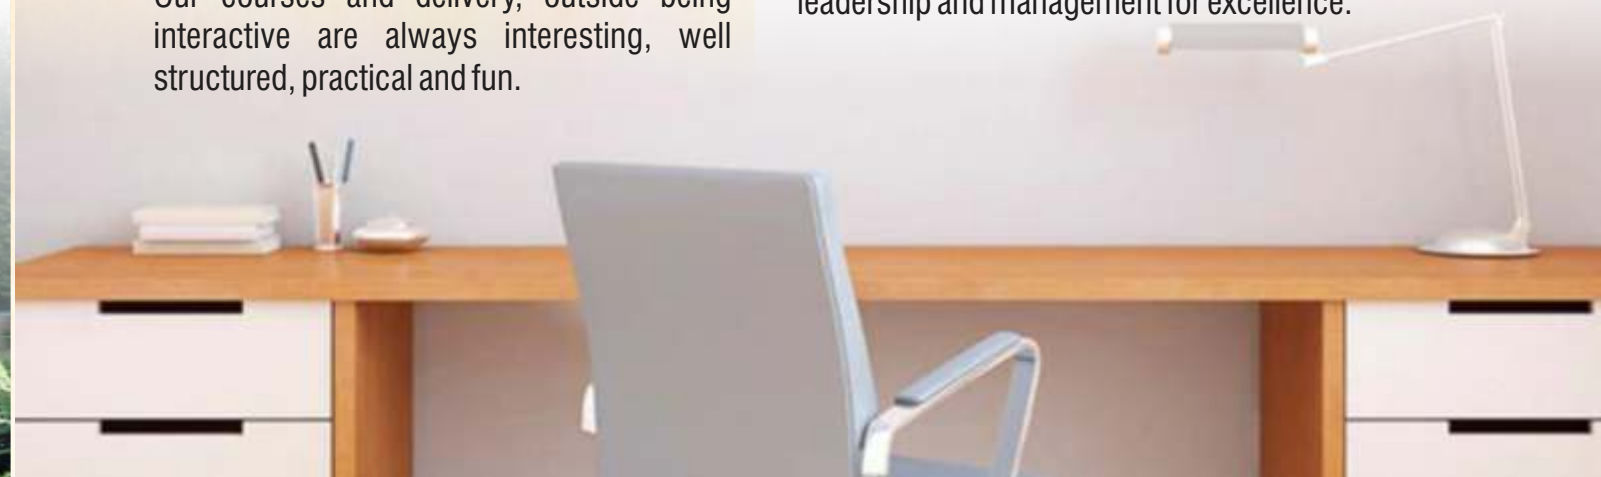 Our courses and delivery, outside being
interactive are always interesting, well
structured, practical and fun.
leadership and management for excellence.